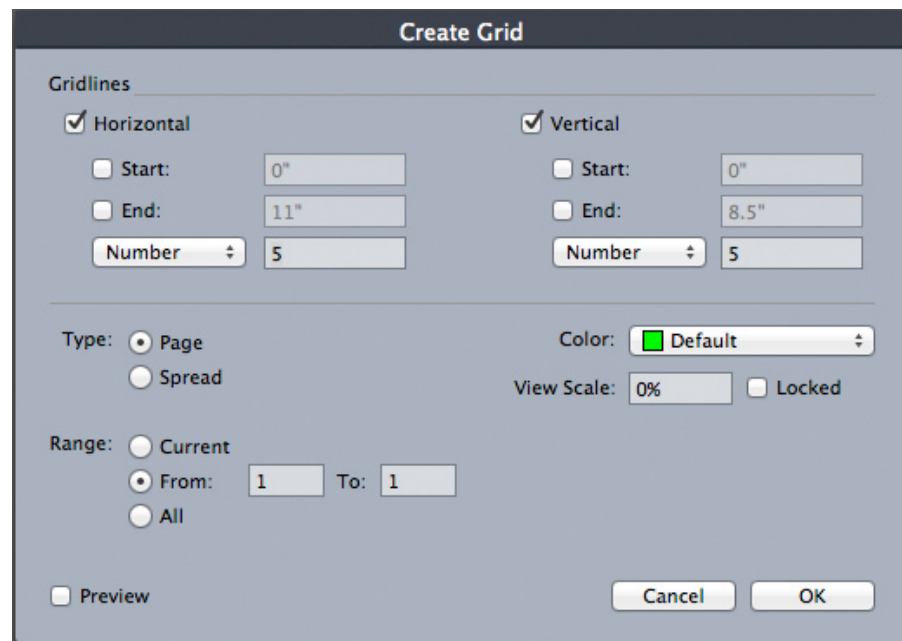 Create Grid
Gridlines
Horizontal Vertical
Start: 0" Start: 0"
End: 11" End: 8.5"
Number 5 Number 5
Type: Page Color: Default
Spread View Scale: 0% Locked
Range: Current
From: 1 To: 1
All
Preview Cancel OK